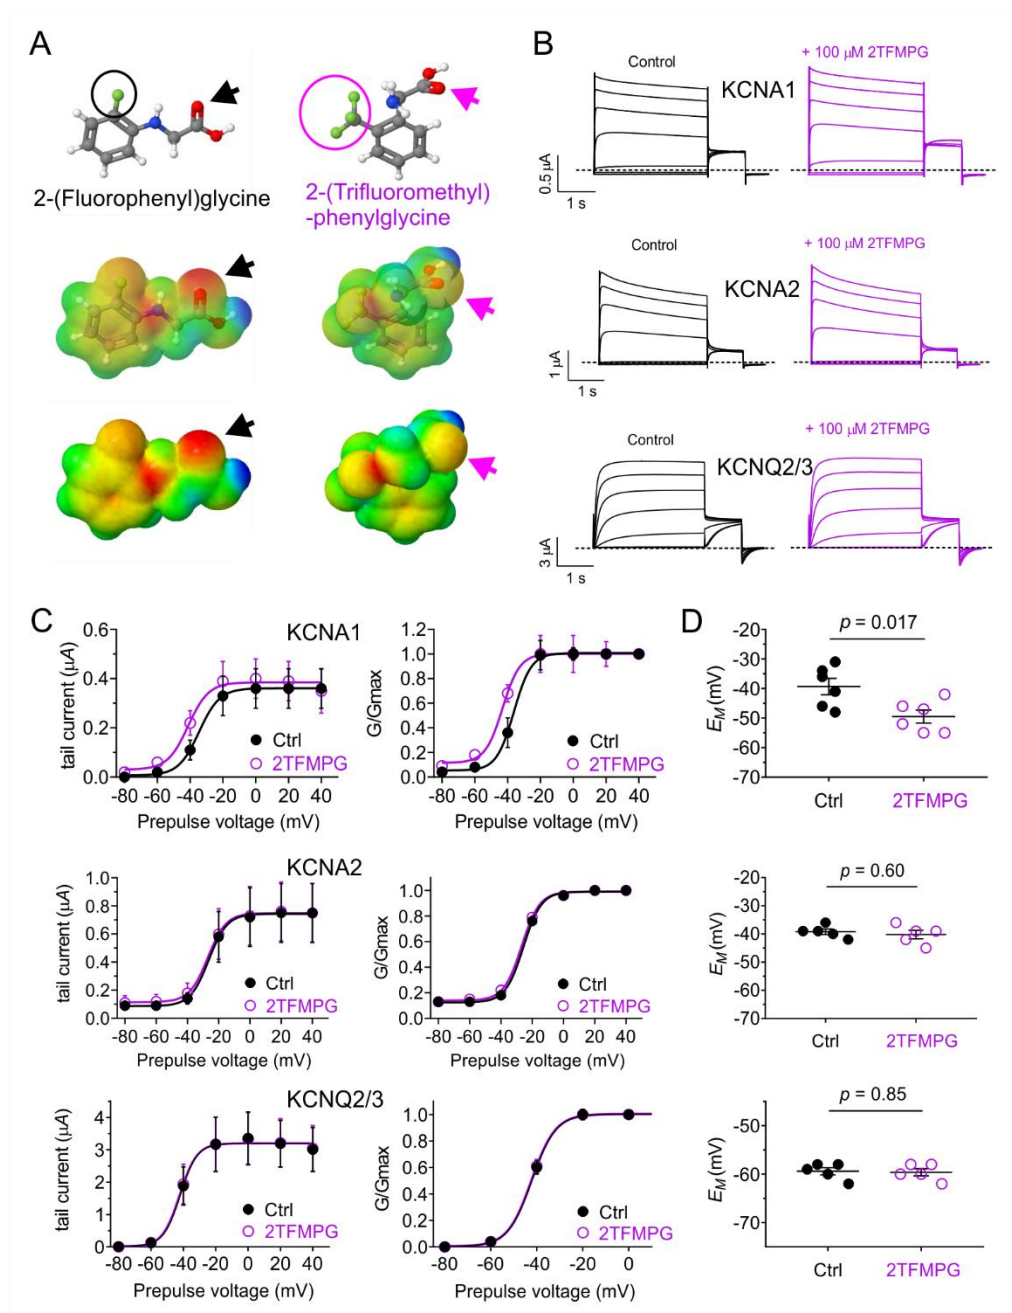 A
2-(Fluorophenyl)glycine
2-(Trifluoromethyl)
-phenylglycine
B
Control
+ 100 μM 2TFMPG
KCNA1
0.5 μA
1 s
Control
+ 100 μM 2TFMPG
KCNA2
1 μA
1 s
Control
+ 100 μM 2TFMPG
KCNQ2/3
3 μA
1 s
C
KCNA1
tail current (μA)
0.6
0.4
0.2
0.0
-80 -60 -40 -20 0 20 40
Prepulse voltage (mV)
Ctrl
2TFMPG
G/Gmax
1.2
1.0
0.8
0.6
0.4
0.2
0.0
-80 -60 -40 -20 0 20 40
Prepulse voltage (mV)
Ctrl
2TFMPG
D
p = 0.017
EM (mV)
-20
-30
-40
-50
-60
-70
Ctrl 2TFMPG
KCNA2
tail current (μA)
1.0
0.8
0.6
0.4
0.2
0.0
-80 -60 -40 -20 0 20 40
Prepulse voltage (mV)
Ctrl
2TFMPG
G/Gmax
1.0
0.8
0.6
0.4
0.2
0.0
-80 -60 -40 -20 0 20 40
Prepulse voltage (mV)
Ctrl
2TFMPG
p = 0.60
EM (mV)
-20
-30
-40
-50
-60
-70
Ctrl 2TFMPG
KCNQ2/3
tail current (μA)
4
3
2
1
0
-80 -60 -40 -20 0 20 40
Prepulse voltage (mV)
Ctrl
2TFMPG
G/Gmax
1.0
0.8
0.6
0.4
0.2
0.0
-80 -60 -40 -20 0
Prepulse voltage (mV)
Ctrl
2TFMPG
p = 0.85
EM (mV)
-50
-60
-70
Ctrl 2TFMPG